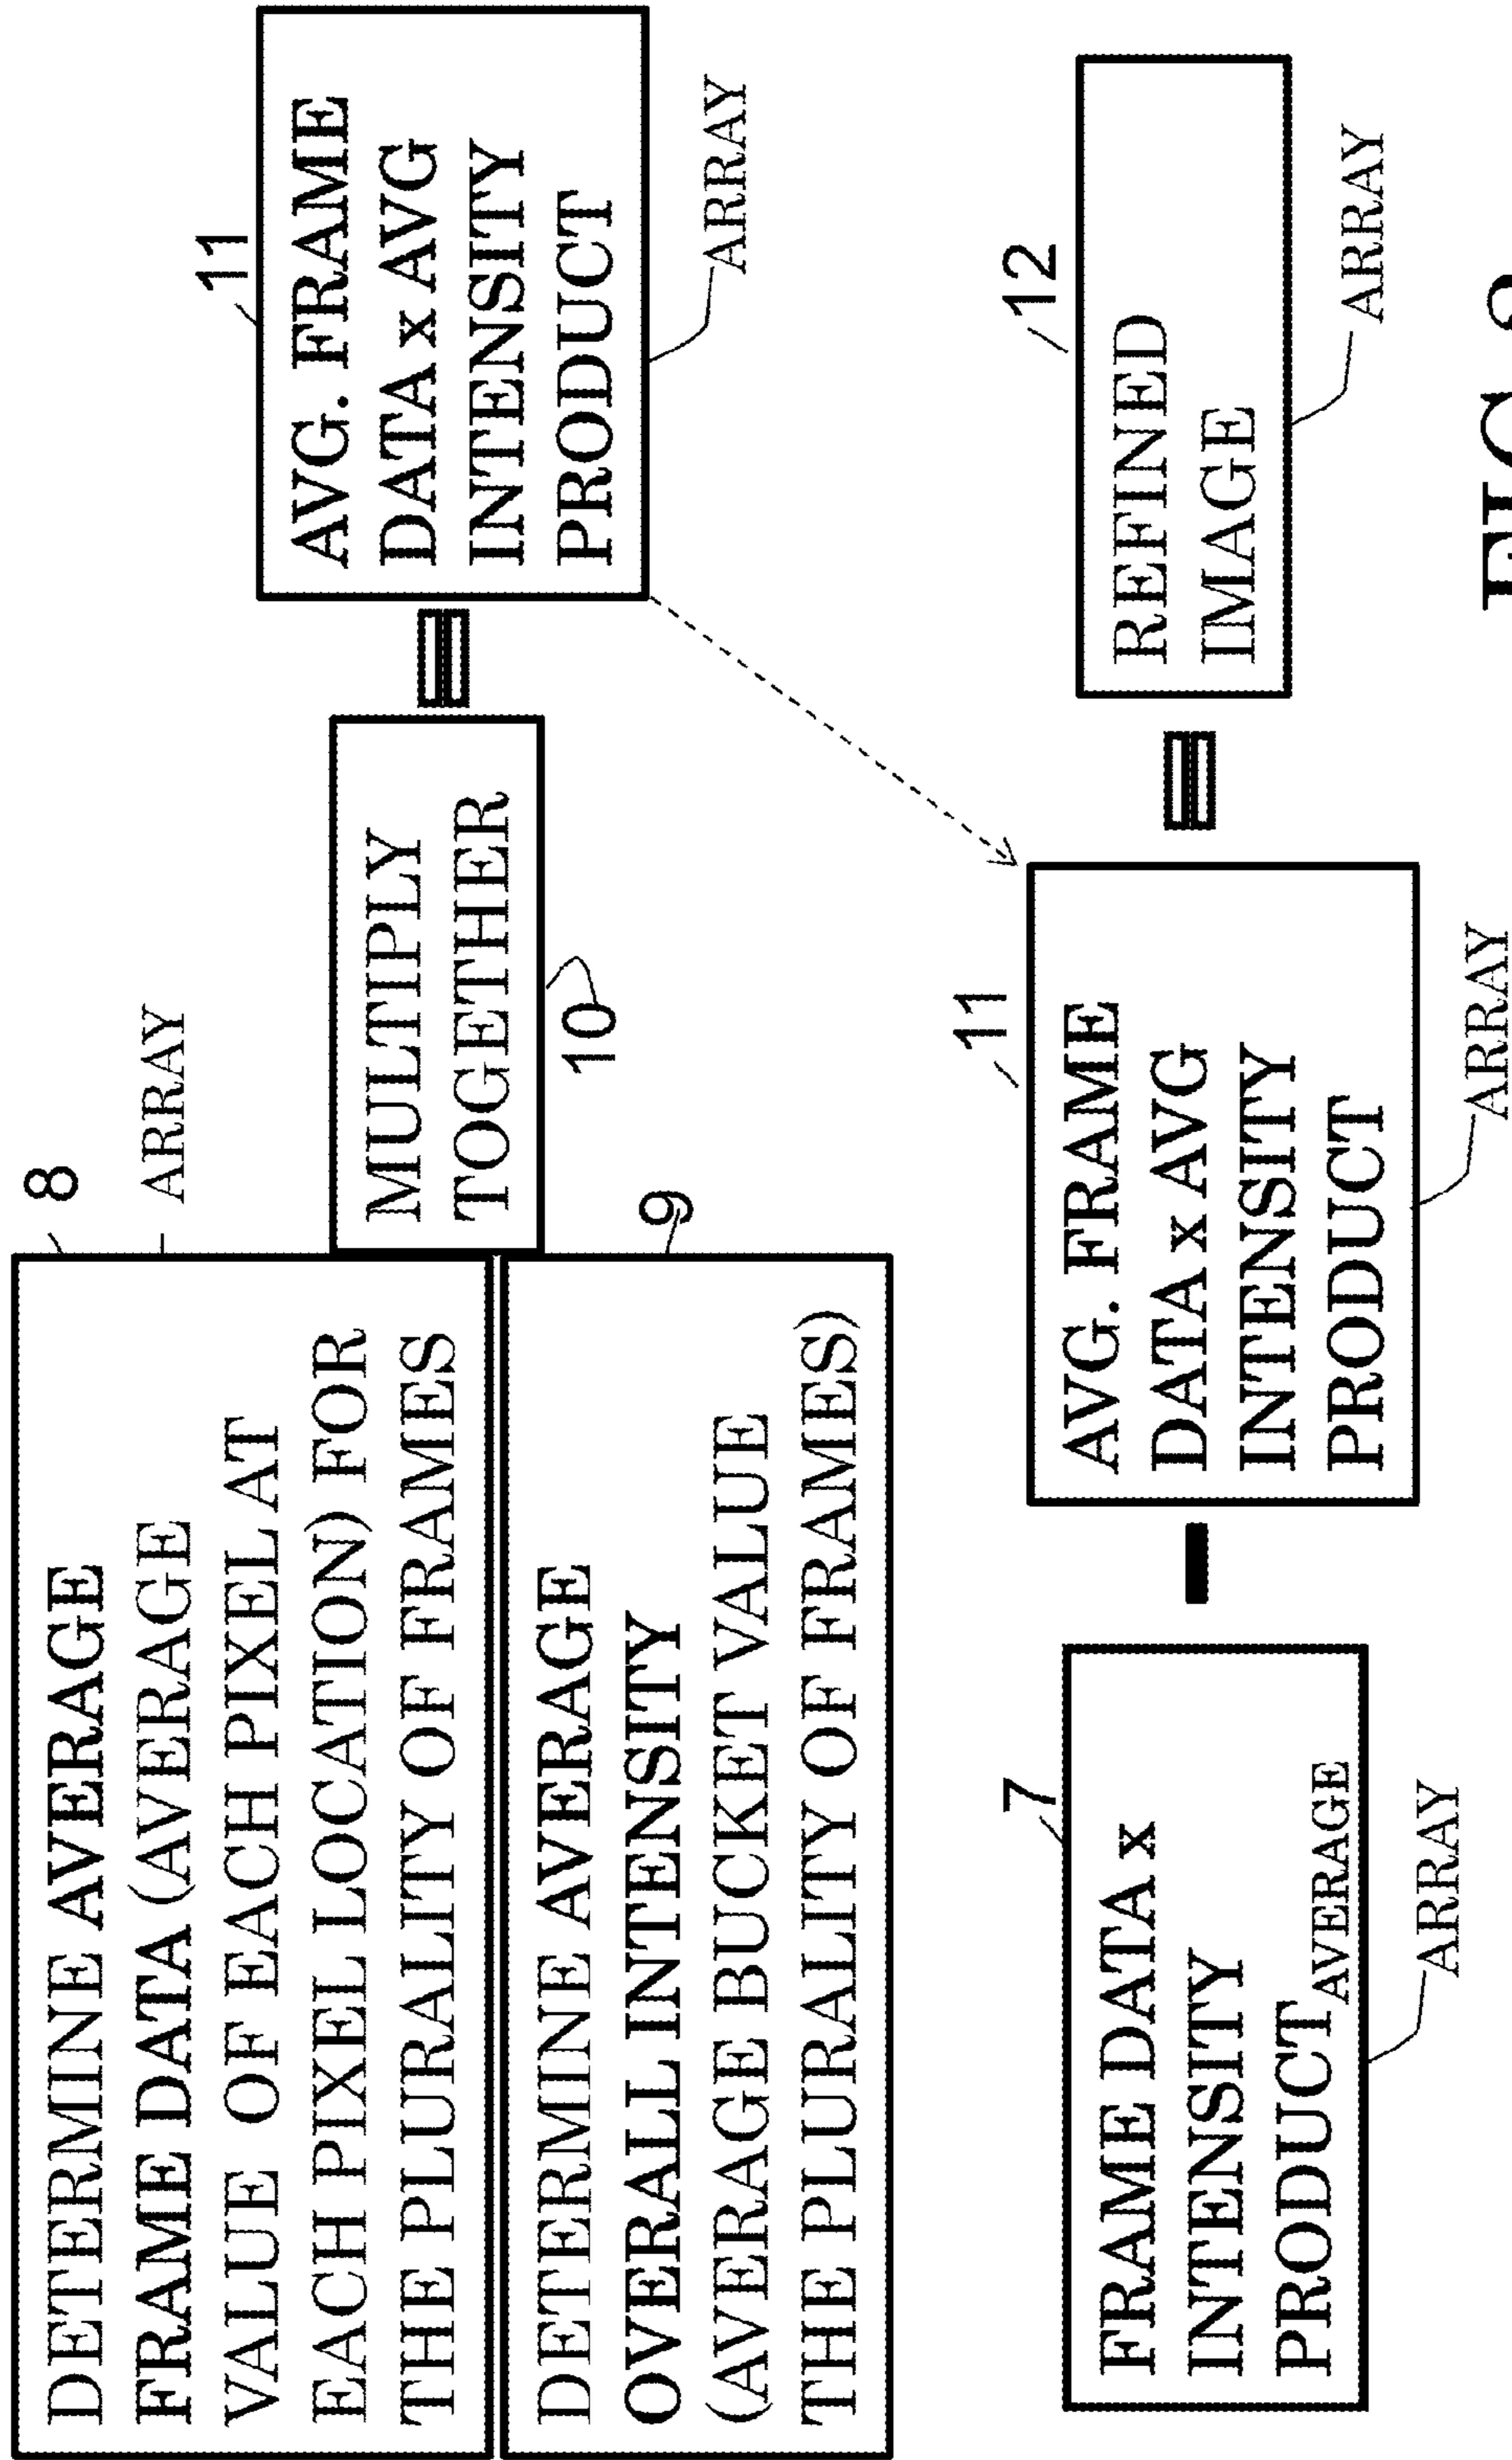 DETERMINE AVERAGE
FRAME DATA (AVERAGE
VALUE OF EACH PIXEL AT
EACH PIXEL LOCATION) FOR
THE PLURALITY OF FRAMES
8
ARRAY
DETERMINE AVERAGE
OVERALL INTENSITY
(AVERAGE BUCKET VALUE
THE PLURALITY OF FRAMES)
9
MULTIPLY
TOGETHER
10
=
11
AVG. FRAME
DATA x AVG
INTENSITY
PRODUCT
ARRAY
7
FRAME DATA x
INTENSITY
PRODUCT AVERAGE
ARRAY
-
11
AVG. FRAME
DATA x AVG
INTENSITY
PRODUCT
ARRAY
=
12
REFINED
IMAGE
ARRAY